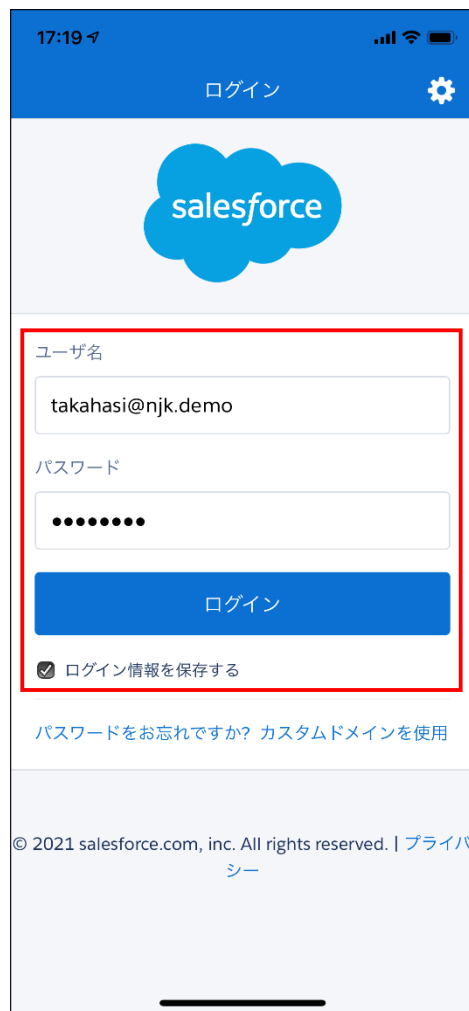 17:19
ログイン
salesforce
ユーザ名
takahasi@njk.demo
パスワード
••••••••
ログイン
ログイン情報を保存する
パスワードをお忘れですか? カスタムドメインを使用
© 2021 salesforce.com, inc. All rights reserved. | プライバ
シー